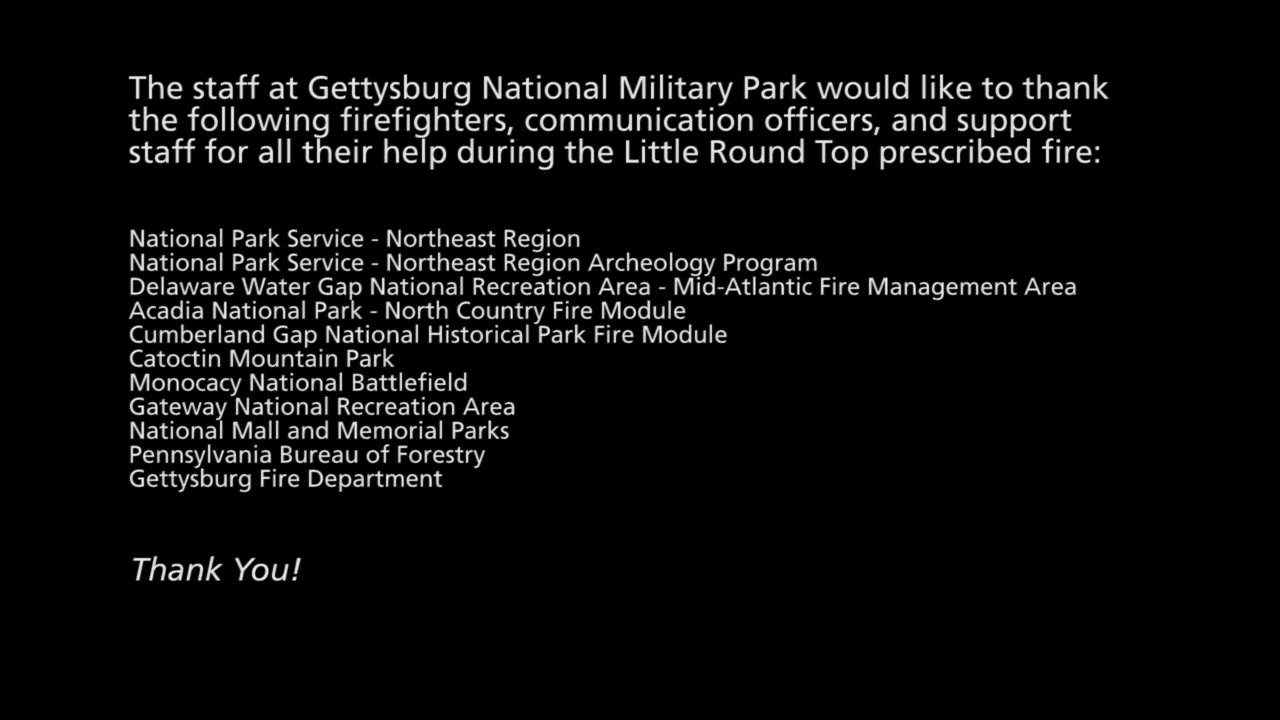 The staff at Gettysburg National Military Park would like to thank
the following firefighters, communication officers, and support
staff for all their help during the Little Round Top prescribed fire:
National Park Service - Northeast Region
National Park Service - Northeast Region Archeology Program
Delaware Water Gap National Recreation Area - Mid-Atlantic Fire Management Area
Acadia National Park - North Country Fire Module
Cumberland Gap National Historical Park Fire Module
Catoctin Mountain Park
Monocacy National Battlefield
Gateway National Recreation Area
National Mall and Memorial Parks
Pennsylvania Bureau of Forestry
Gettysburg Fire Department
Thank You!